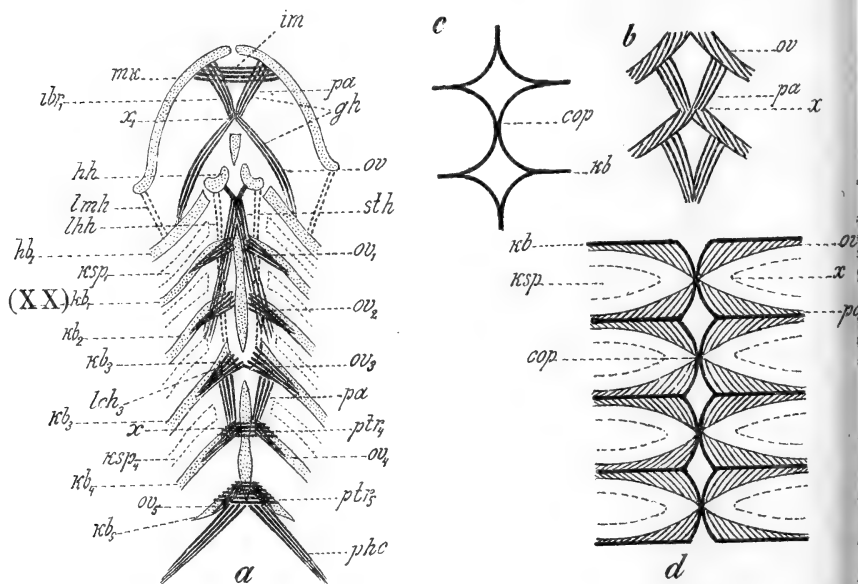 im
mx
pa
ibr₁
gh
x₁
hh
ov
lmh
sth
lhh
hb₁
ov₁
ksp₁
(XX)
kb₁
ov₂
kb₂
kb₃
ov₃
lch₃
pa
kb₃
x
ptr₄
ksp₄
ov₄
kb₄
ov₅
ptr₅
kb₅
phc
a
c
cop
kb
b
ov
pa
x
kb
ov
ksp
x
pa
cop
d